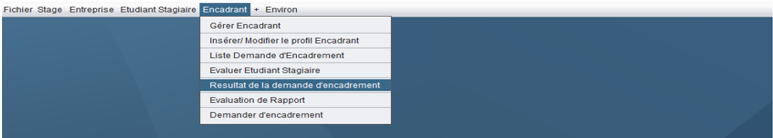 Fichier Stage Entreprise Etudiant Stagiaire Encadrant + Environ
Gérer Encadrant
Insérer/ Modifier le profil Encadrant
Liste Demande d'Encadrement
Evaluer Etudiant Stagiaire
Resultat de la demande d'encadrement
Evaluation de Rapport
Demander d'encadrement